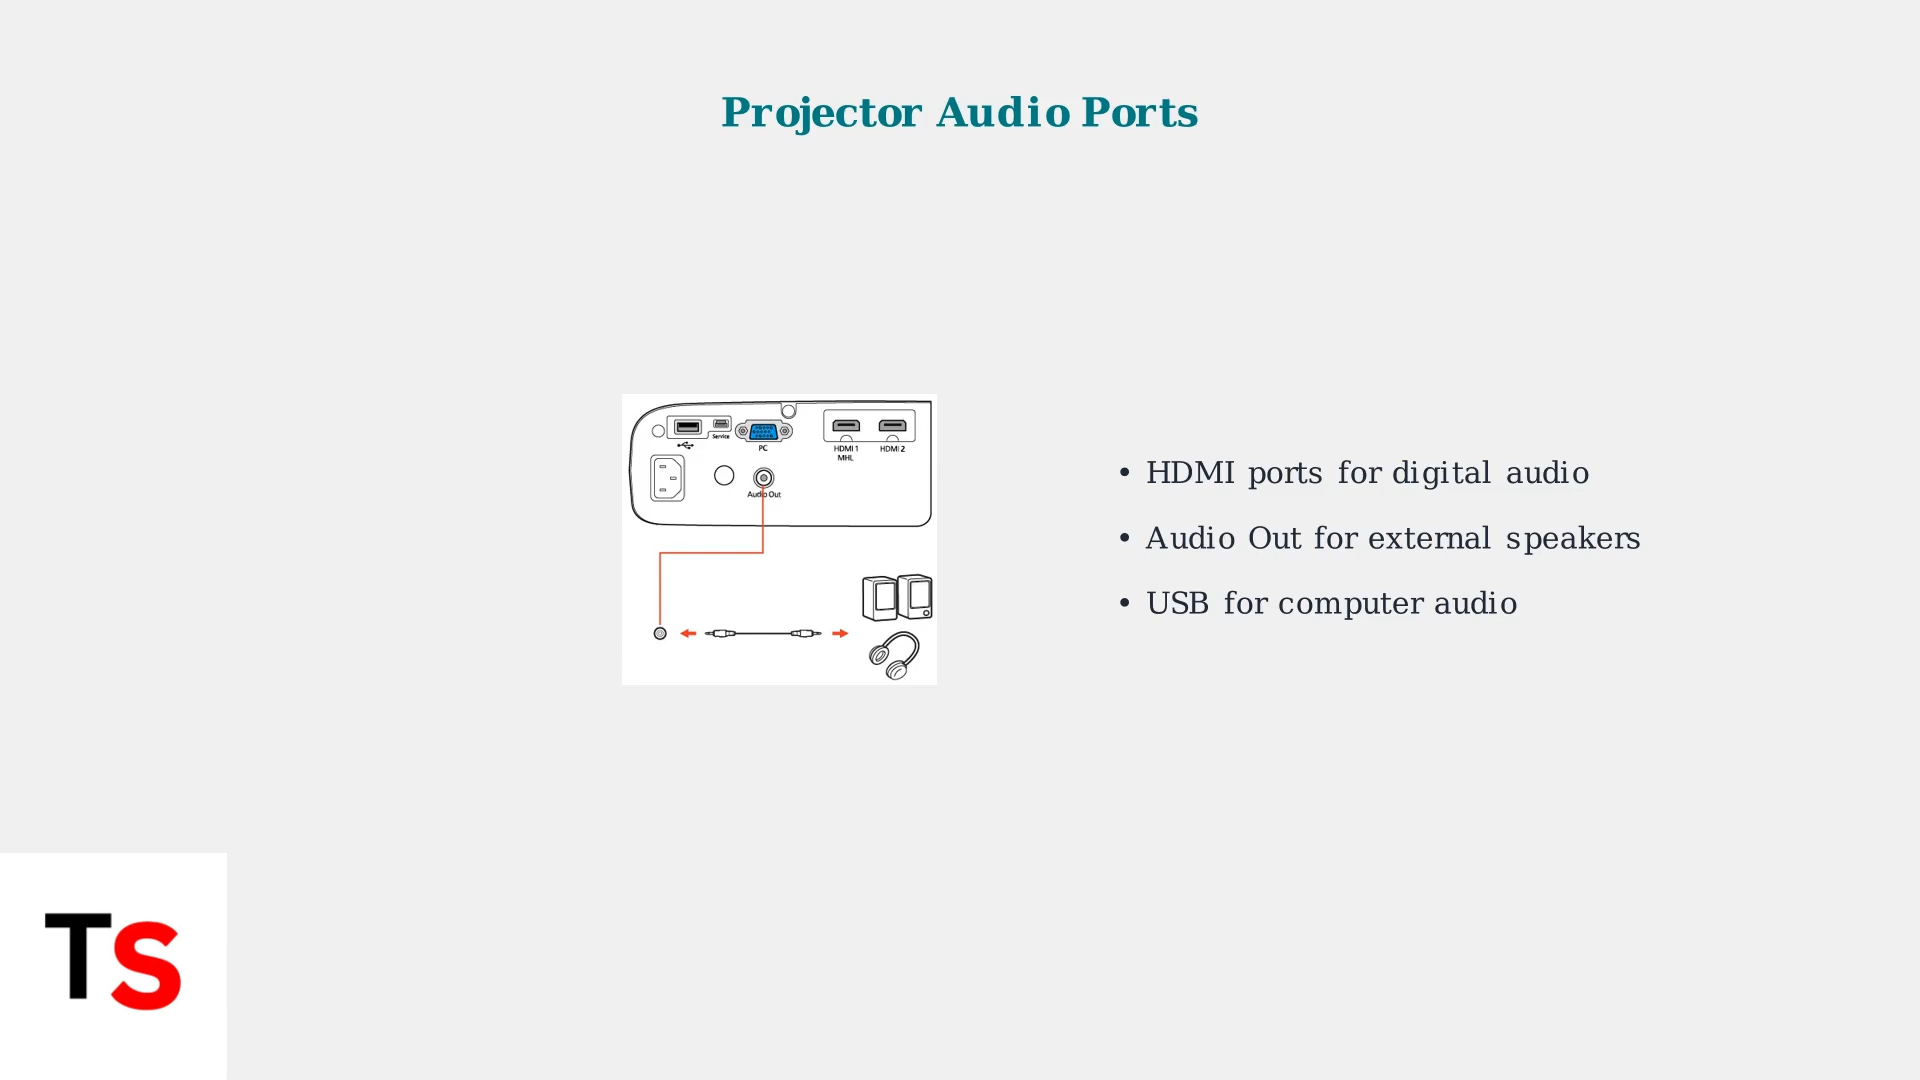 Projector Audio Ports
Service
PC
HDMI 1
MHL
HDMI 2
Audio Out
• HDMI ports for digital audio
• Audio Out for external speakers
• USB for computer audio
TS